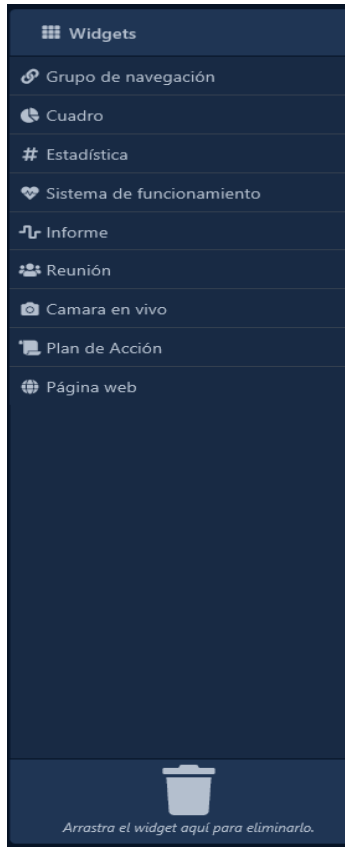 Widgets
Grupo de navegación
Cuadro
# Estadística
Sistema de funcionamiento
Informe
Reunión
Camara en vivo
Plan de Acción
Página web
Arrastra el widget aquí para eliminarlo.